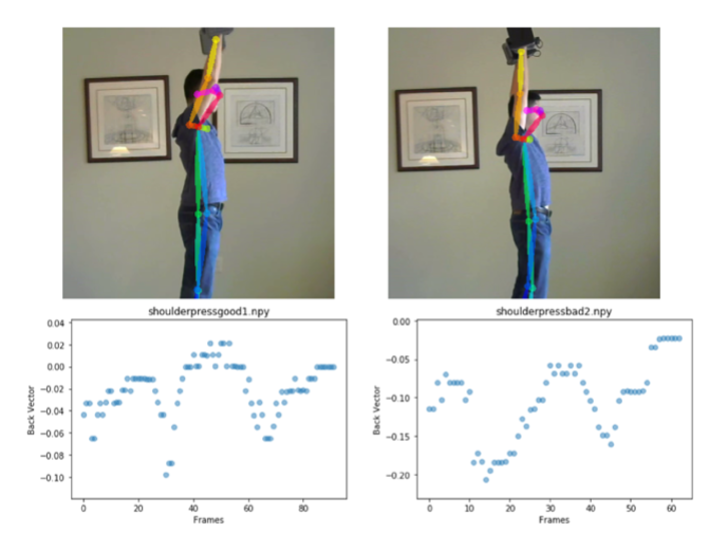 shoulderpressgood1.npy
0.04
0.02
0.00
−0.02
−0.04
−0.06
−0.08
−0.10
Back Vector
0 20 40 60 80
Frames
shoulderpressbad2.npy
0.00
−0.05
−0.10
−0.15
−0.20
Back Vector
0 10 20 30 40 50 60
Frames